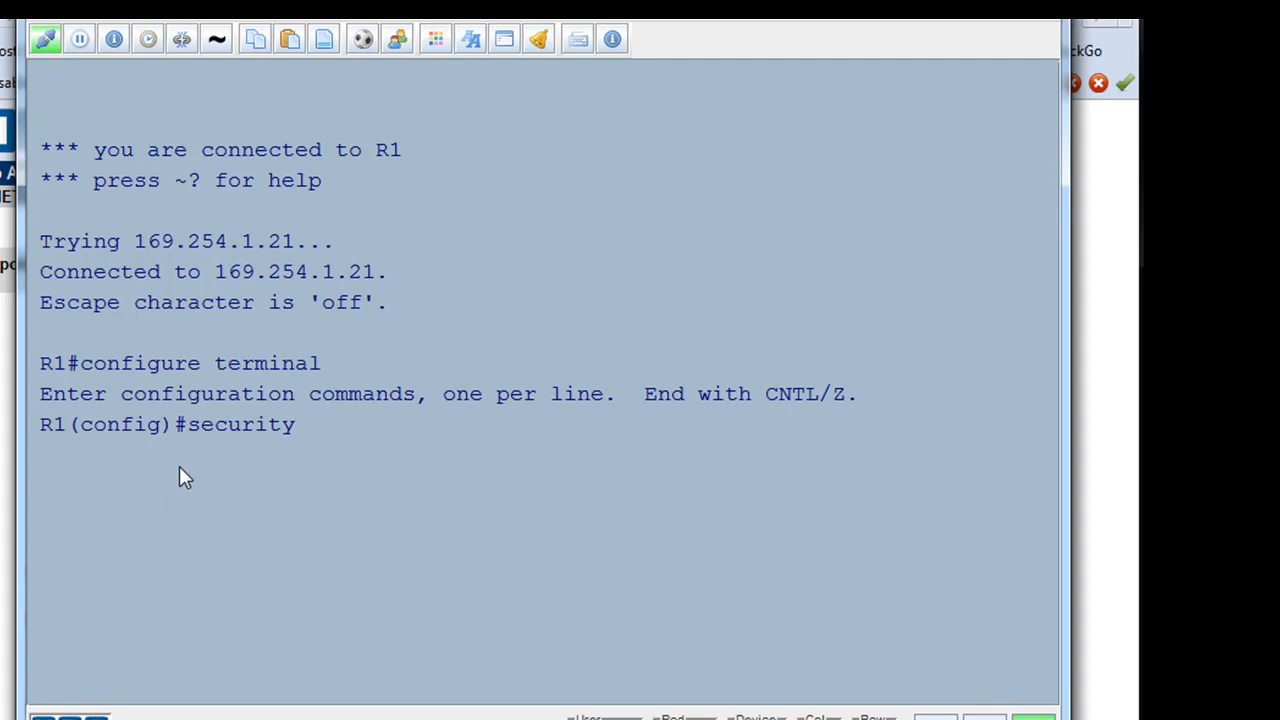 ckGo
*** you are connected to R1
*** press ~? for help
Trying 169.254.1.21...
Connected to 169.254.1.21.
Escape character is 'off'.
R1#configure terminal
Enter configuration commands, one per line.  End with CNTL/Z.
R1(config)#security